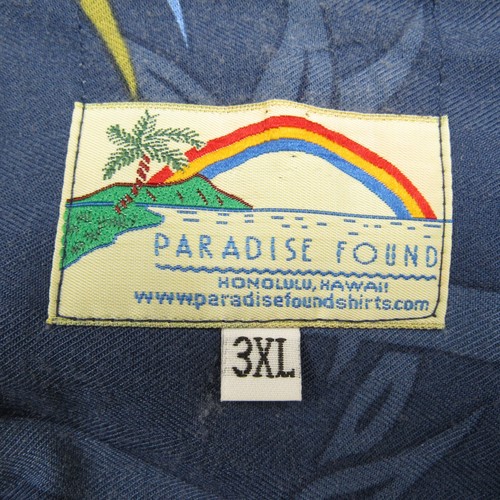 PARADISE FOUND
HONOLULU, HAWAII
www.paradisefoundshirts.com
3XL